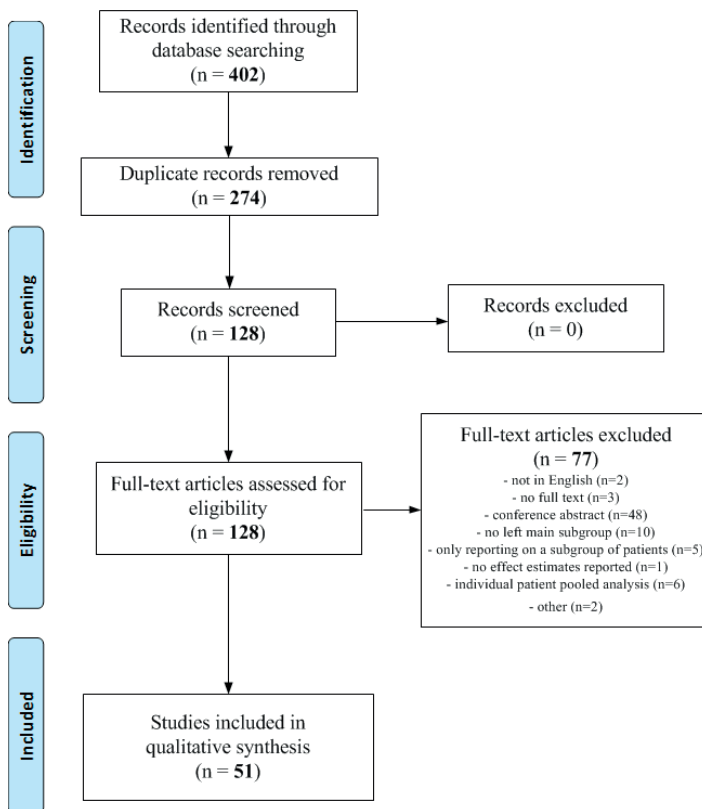 Identification
Records identified through
database searching
(n = 402)
Duplicate records removed
(n = 274)
Screening
Records screened
(n = 128)
Records excluded
(n = 0)
Eligibility
Full-text articles assessed for
eligibility
(n = 128)
Full-text articles excluded
(n = 77)
- not in English (n=2)
- no full text (n=3)
- conference abstract (n=48)
- no left main subgroup (n=10)
- only reporting on a subgroup of patients (n=5)
- no effect estimates reported (n=1)
- individual patient pooled analysis (n=6)
- other (n=2)
Included
Studies included in
qualitative synthesis
(n = 51)